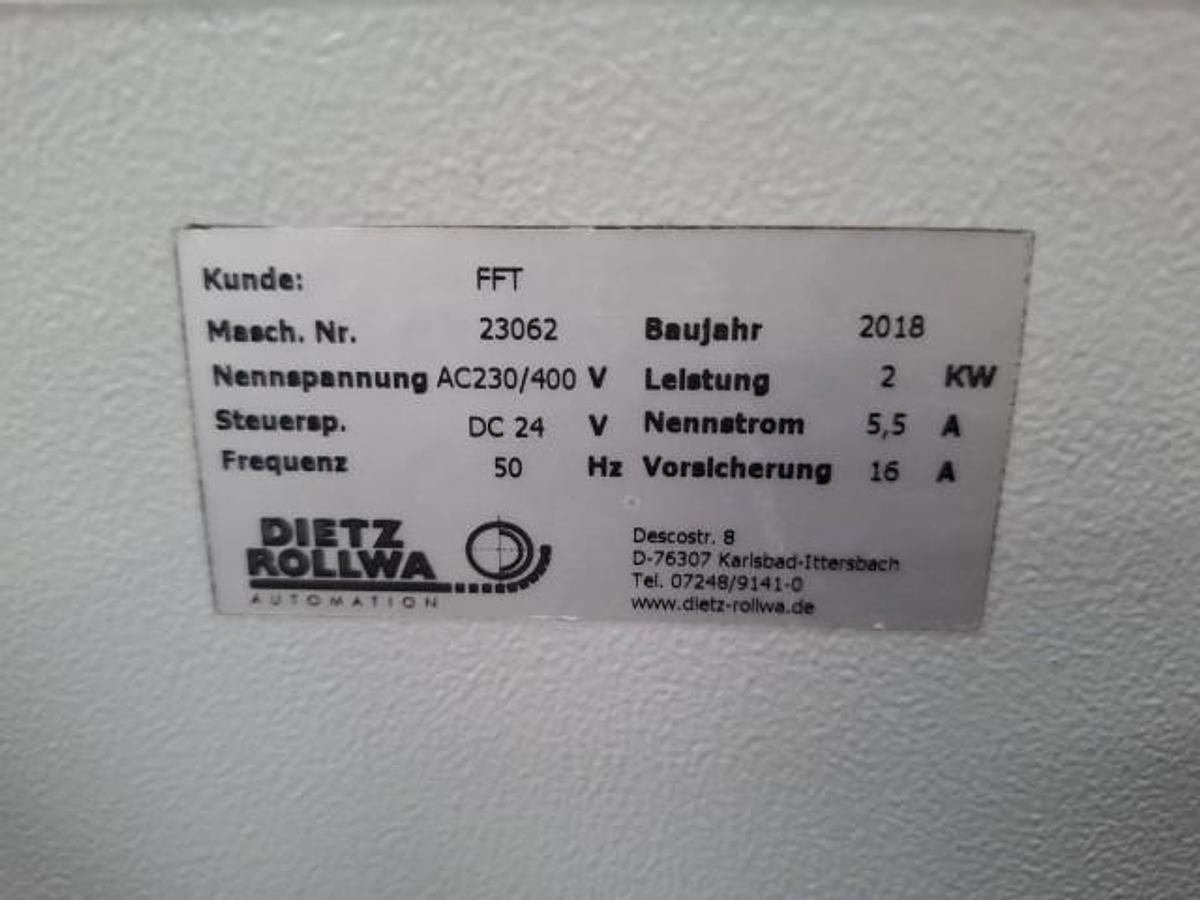 Kunde: FFT
Masch. Nr. 23062 Baujahr 2018
Nennspannung AC230/400 V Leistung 2 KW
Steuersp. DC 24 V Nennstrom 5,5 A
Frequenz 50 Hz Vorsicherung 16 A
DIETZ
ROLLWA
AUTOMATION
Descostr. 8
D-76307 Karlsbad-Ittersbach
Tel. 07248/9141-0
www.dietz-rollwa.de